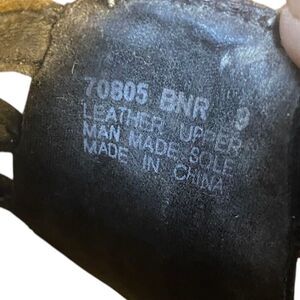 70805 BNR 9
LEATHER UPPER
MAN MADE SOLE
MADE IN CHINA